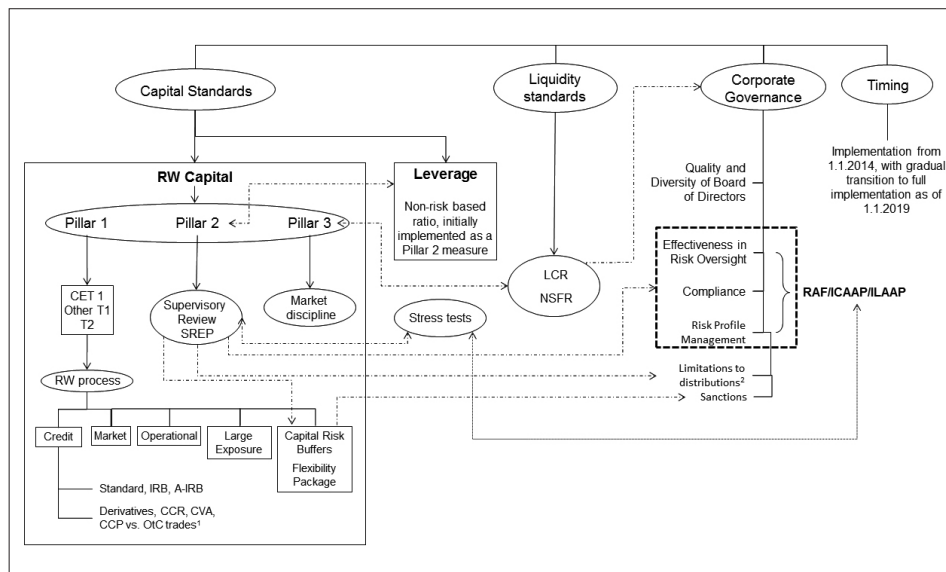 Capital Standards
Liquidity
standards
Corporate
Governance
Timing
Implementation from
1.1.2014, with gradual
transition to full
implementation as of
1.1.2019
RW Capital
Leverage
Non-risk based
ratio, initially
implemented as a
Pillar 2 measure
Quality and
Diversity of Board
of Directors
Pillar 1
Pillar 2
Pillar 3
Effectiveness in
Risk Oversight
Compliance
Risk Profile
Management
RAF/ICAAP/ILAAP
LCR
NSFR
CET 1
Other T1
T2
Supervisory
Review
SREP
Market
discipline
Stress tests
Limitations to
distributions²
Sanctions
RW process
Credit
Market
Operational
Large
Exposure
Capital Risk
Buffers
Flexibility
Package
Standard, IRB, A-IRB
Derivatives, CCR, CVA,
CCP vs. OtC trades¹